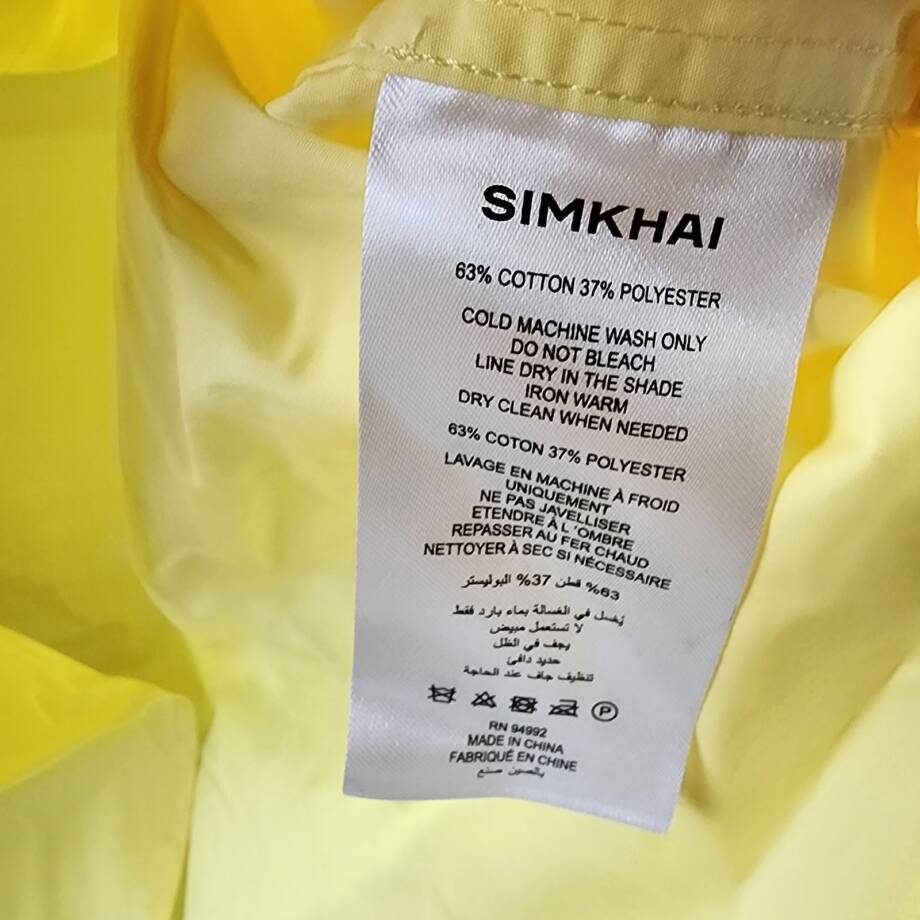 SIMKHAI
63% COTTON 37% POLYESTER
COLD MACHINE WASH ONLY
DO NOT BLEACH
LINE DRY IN THE SHADE
IRON WARM
DRY CLEAN WHEN NEEDED
63% COTON 37% POLYESTER
LAVAGE EN MACHINE À FROID
UNIQUEMENT
NE PAS JAVELLISER
ETENDRE À L 'OMBRE
REPASSER AU FER CHAUD
NETTOYER À SEC SI NÉCESSAIRE
63% قطن 37% البوليستر
يُغسل في الغسالة بماء بارد فقط
لا تستعمل مبيض
يجف في الظل
حديد دافئ
تنظيف جاف عند الحاجة
P
RN 94992
MADE IN CHINA
FABRIQUÉ EN CHINE
بالصين صنع